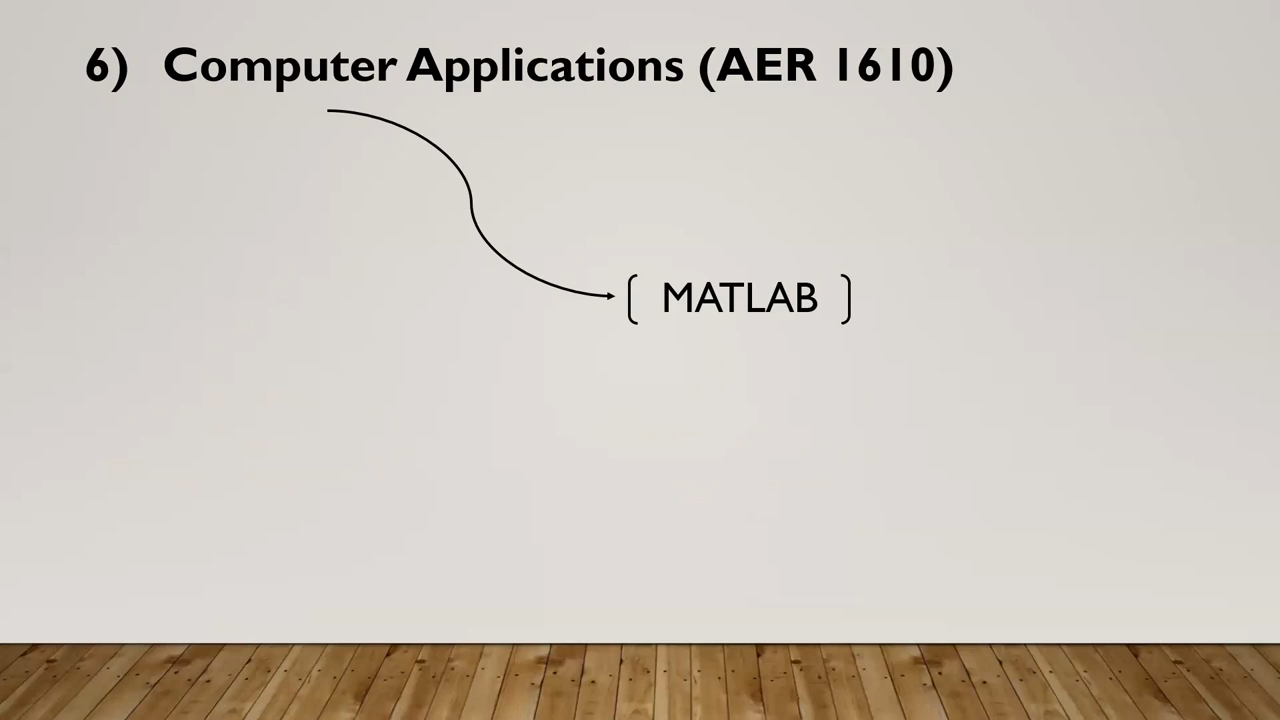 6) Computer Applications (AER 1610)
[ MATLAB ]